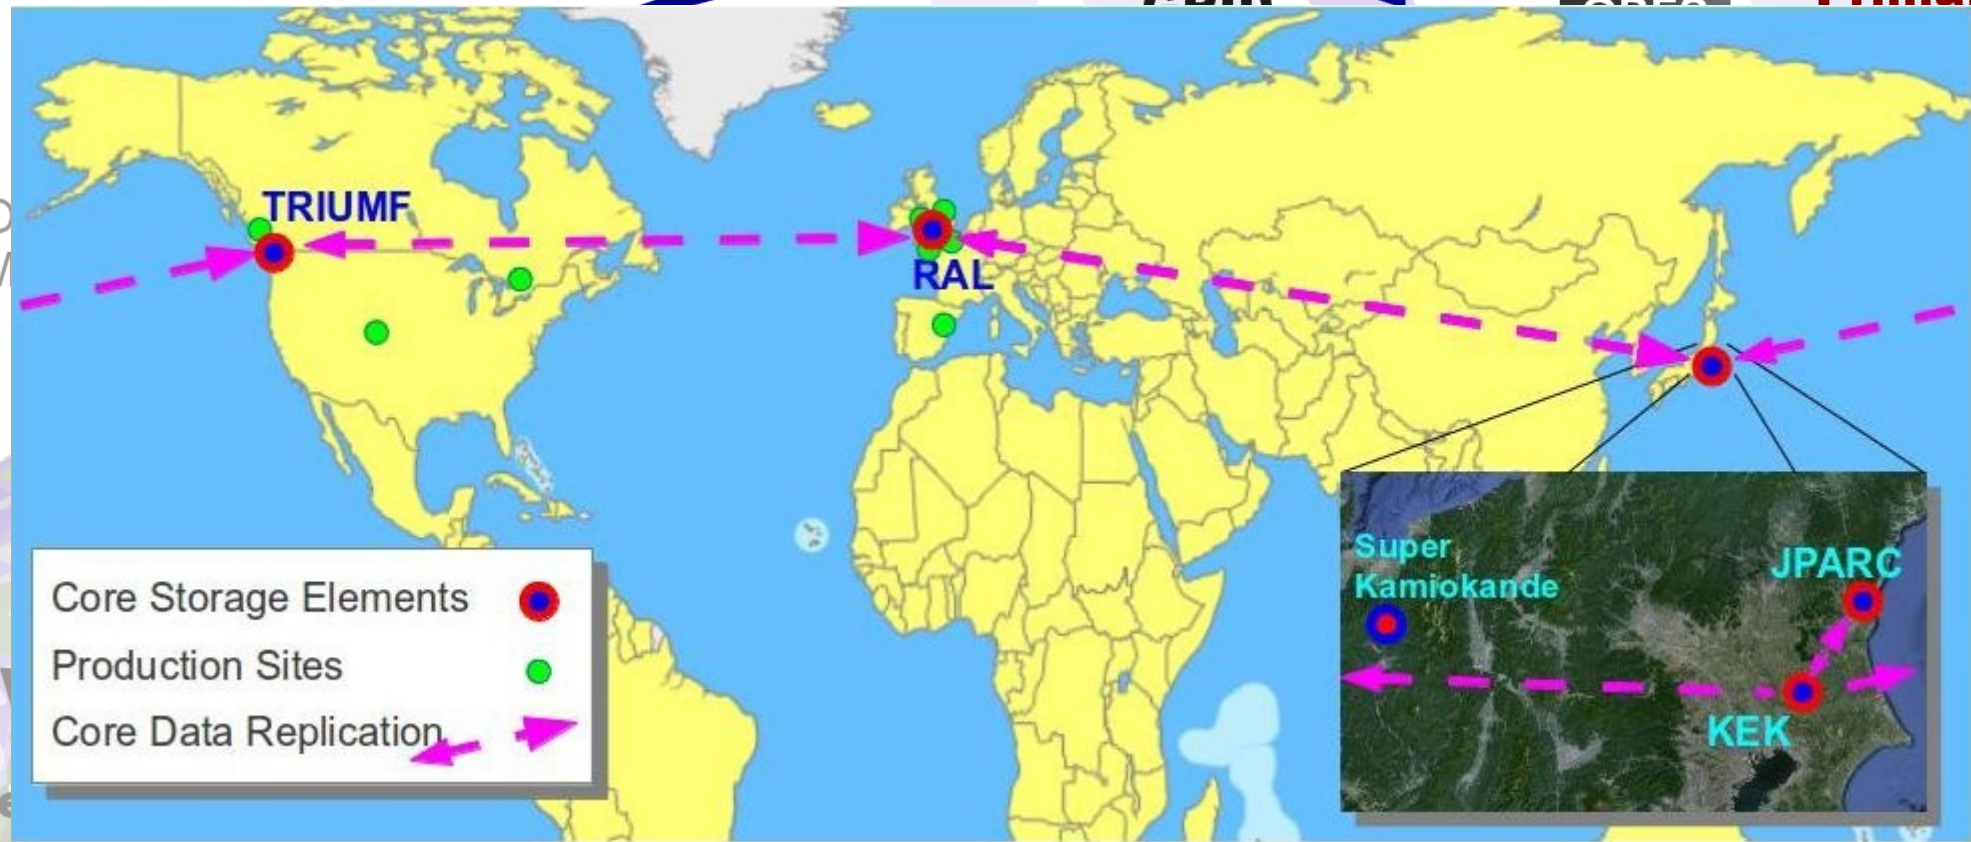 TRIUMF
RAL
Core Storage Elements
Production Sites
Core Data Replication
Super
Kamiokande
JPARC
KEK